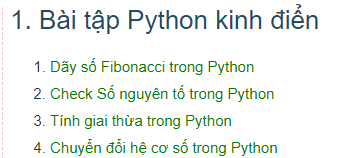 1. Bài tập Python kinh điển
1. Dãy số Fibonacci trong Python
2. Check Số nguyên tố trong Python
3. Tính giai thừa trong Python
4. Chuyển đổi hệ cơ số trong Python